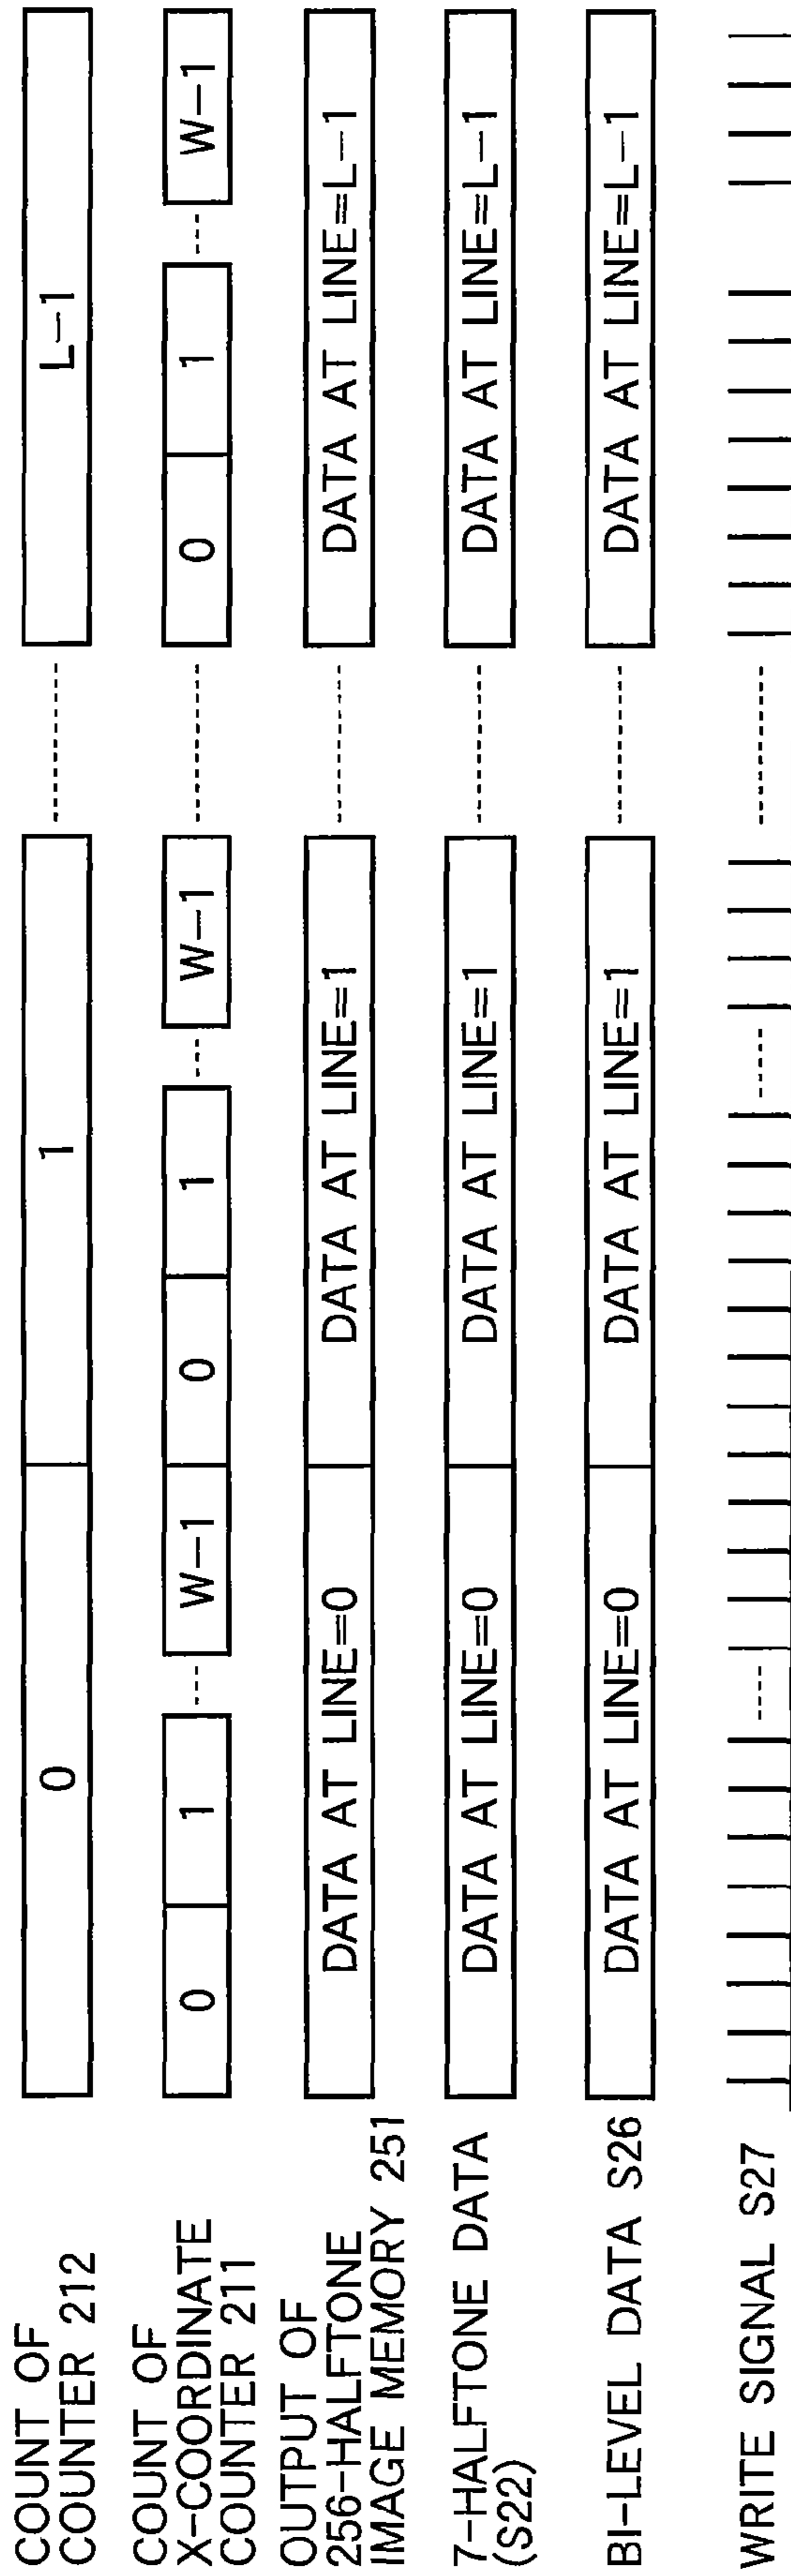 COUNT OF
COUNTER 212
0
1
L-1
COUNT OF
X-COORDINATE
COUNTER 211
0
1
W-1
0
1
W-1
0
1
W-1
OUTPUT OF
256-HALFTONE
IMAGE MEMORY 251
DATA AT LINE=0
DATA AT LINE=1
DATA AT LINE=L-1
7-HALFTONE DATA
(S22)
DATA AT LINE=0
DATA AT LINE=1
DATA AT LINE=L-1
BI-LEVEL DATA S26
DATA AT LINE=0
DATA AT LINE=1
DATA AT LINE=L-1
WRITE SIGNAL S27